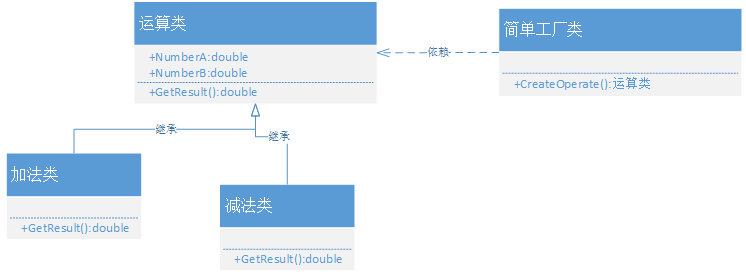 运算类
+NumberA:double
+NumberB:double
+GetResult():double
依赖
简单工厂类
+CreateOperate():运算类
继承
继承
加法类
+GetResult():double
减法类
+GetResult():double